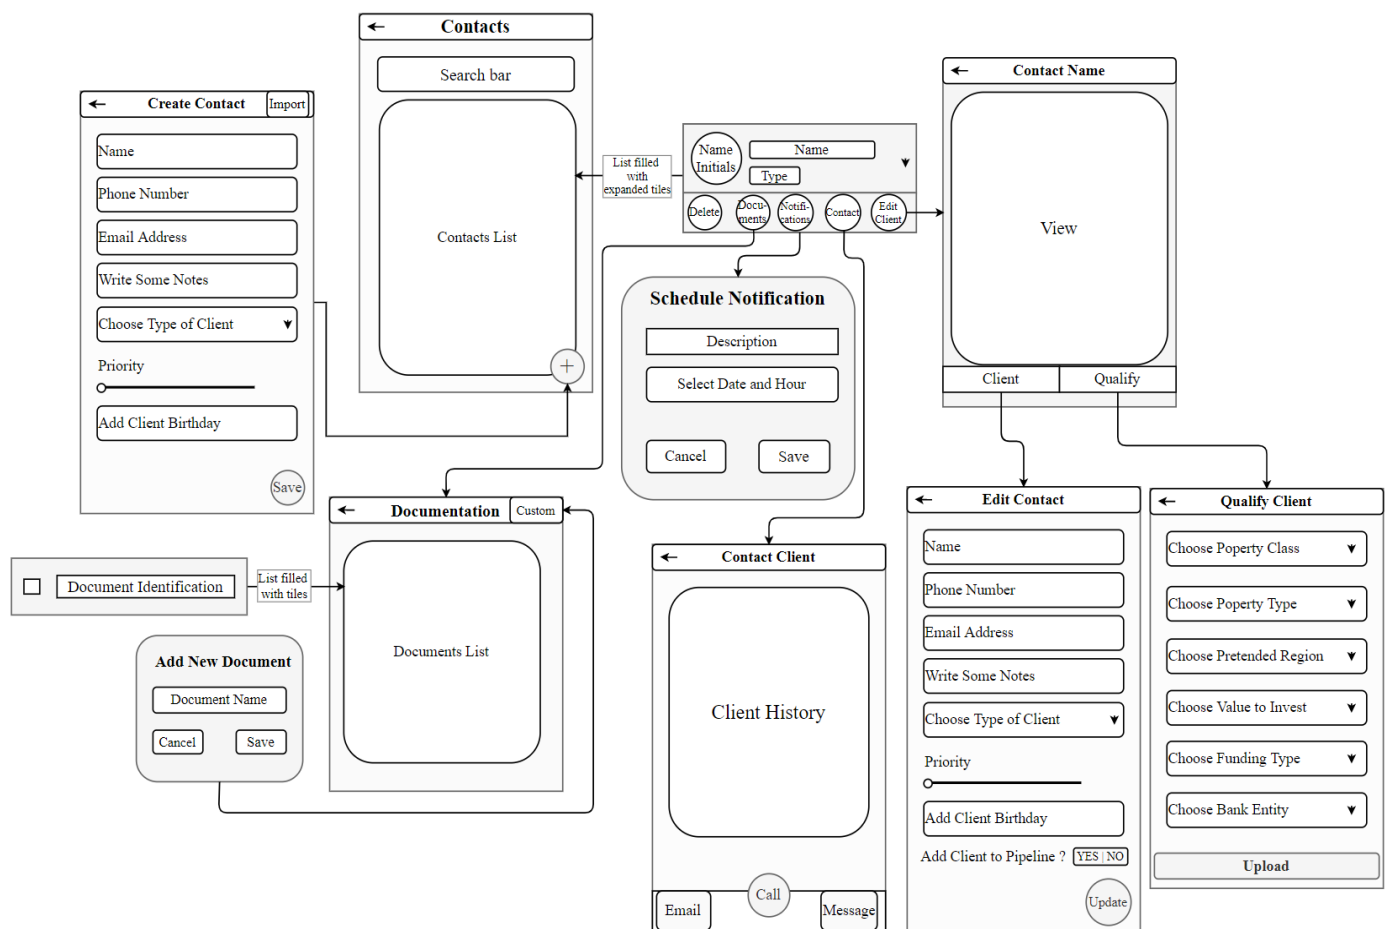 Contacts
Search bar
Contacts List
+
Create Contact
Import
Name
Phone Number
Email Address
Write Some Notes
Choose Type of Client
Priority
Add Client Birthday
Save
List filled
with
expanded tiles
Name
Initials
Name
Type
Delete
Docu-
ments
Notifi-
cations
Contact
Edit
Client
Contact Name
View
Client
Qualify
Schedule Notification
Description
Select Date and Hour
Cancel
Save
Documentation
Custom
Documents List
Document Identification
List filled
with tiles
Add New Document
Document Name
Cancel
Save
Contact Client
Client History
Email
Call
Message
Edit Contact
Name
Phone Number
Email Address
Write Some Notes
Choose Type of Client
Priority
Add Client Birthday
Add Client to Pipeline ?
YES | NO
Update
Qualify Client
Choose Poperty Class
Choose Poperty Type
Choose Pretended Region
Choose Value to Invest
Choose Funding Type
Choose Bank Entity
Upload